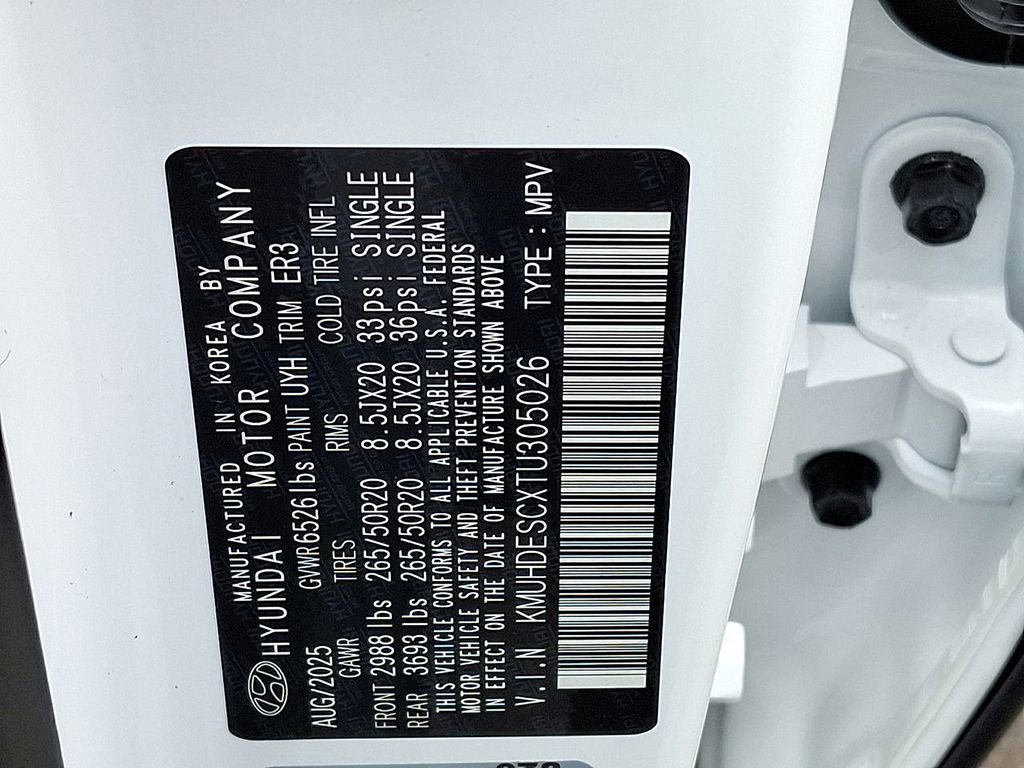 MANUFACTURED IN KOREA BY
HYUNDAI MOTOR COMPANY
AUG/2025 GVWR6526lbs PAINT UYH TRIM ER3
GAWR TIRES RIMS COLD TIRE INFL
FRONT 2988 lbs 265/50R20 8.5JX20 33psi SINGLE
REAR 3693 lbs 265/50R20 8.5JX20 36psi SINGLE
THIS VEHICLE CONFORMS TO ALL APPLICABLE U.S.A. FEDERAL
MOTOR VEHICLE SAFETY AND THEFT PREVENTION STANDARDS
IN EFFECT ON THE DATE OF MANUFACTURE SHOWN ABOVE
V.I.N KMUHDESCXTU305026 TYPE : MPV